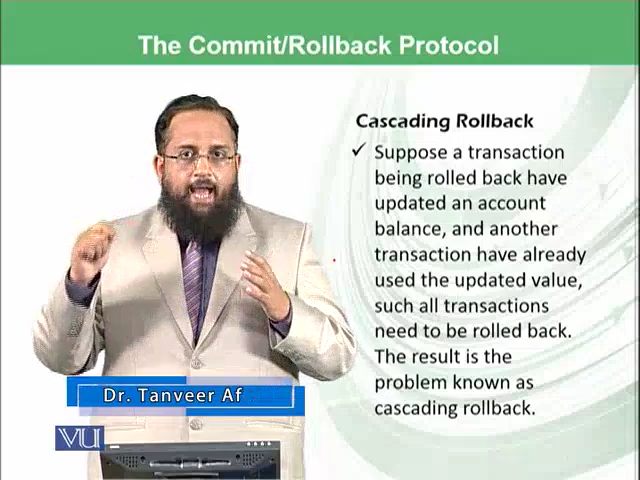 The Commit/Rollback Protocol
Cascading Rollback
✓ Suppose a transaction
being rolled back have
updated an account
balance, and another
transaction have already
used the updated value,
such all transactions
need to be rolled back.
The result is the
problem known as
cascading rollback.
Dr. Tanveer Af
VU